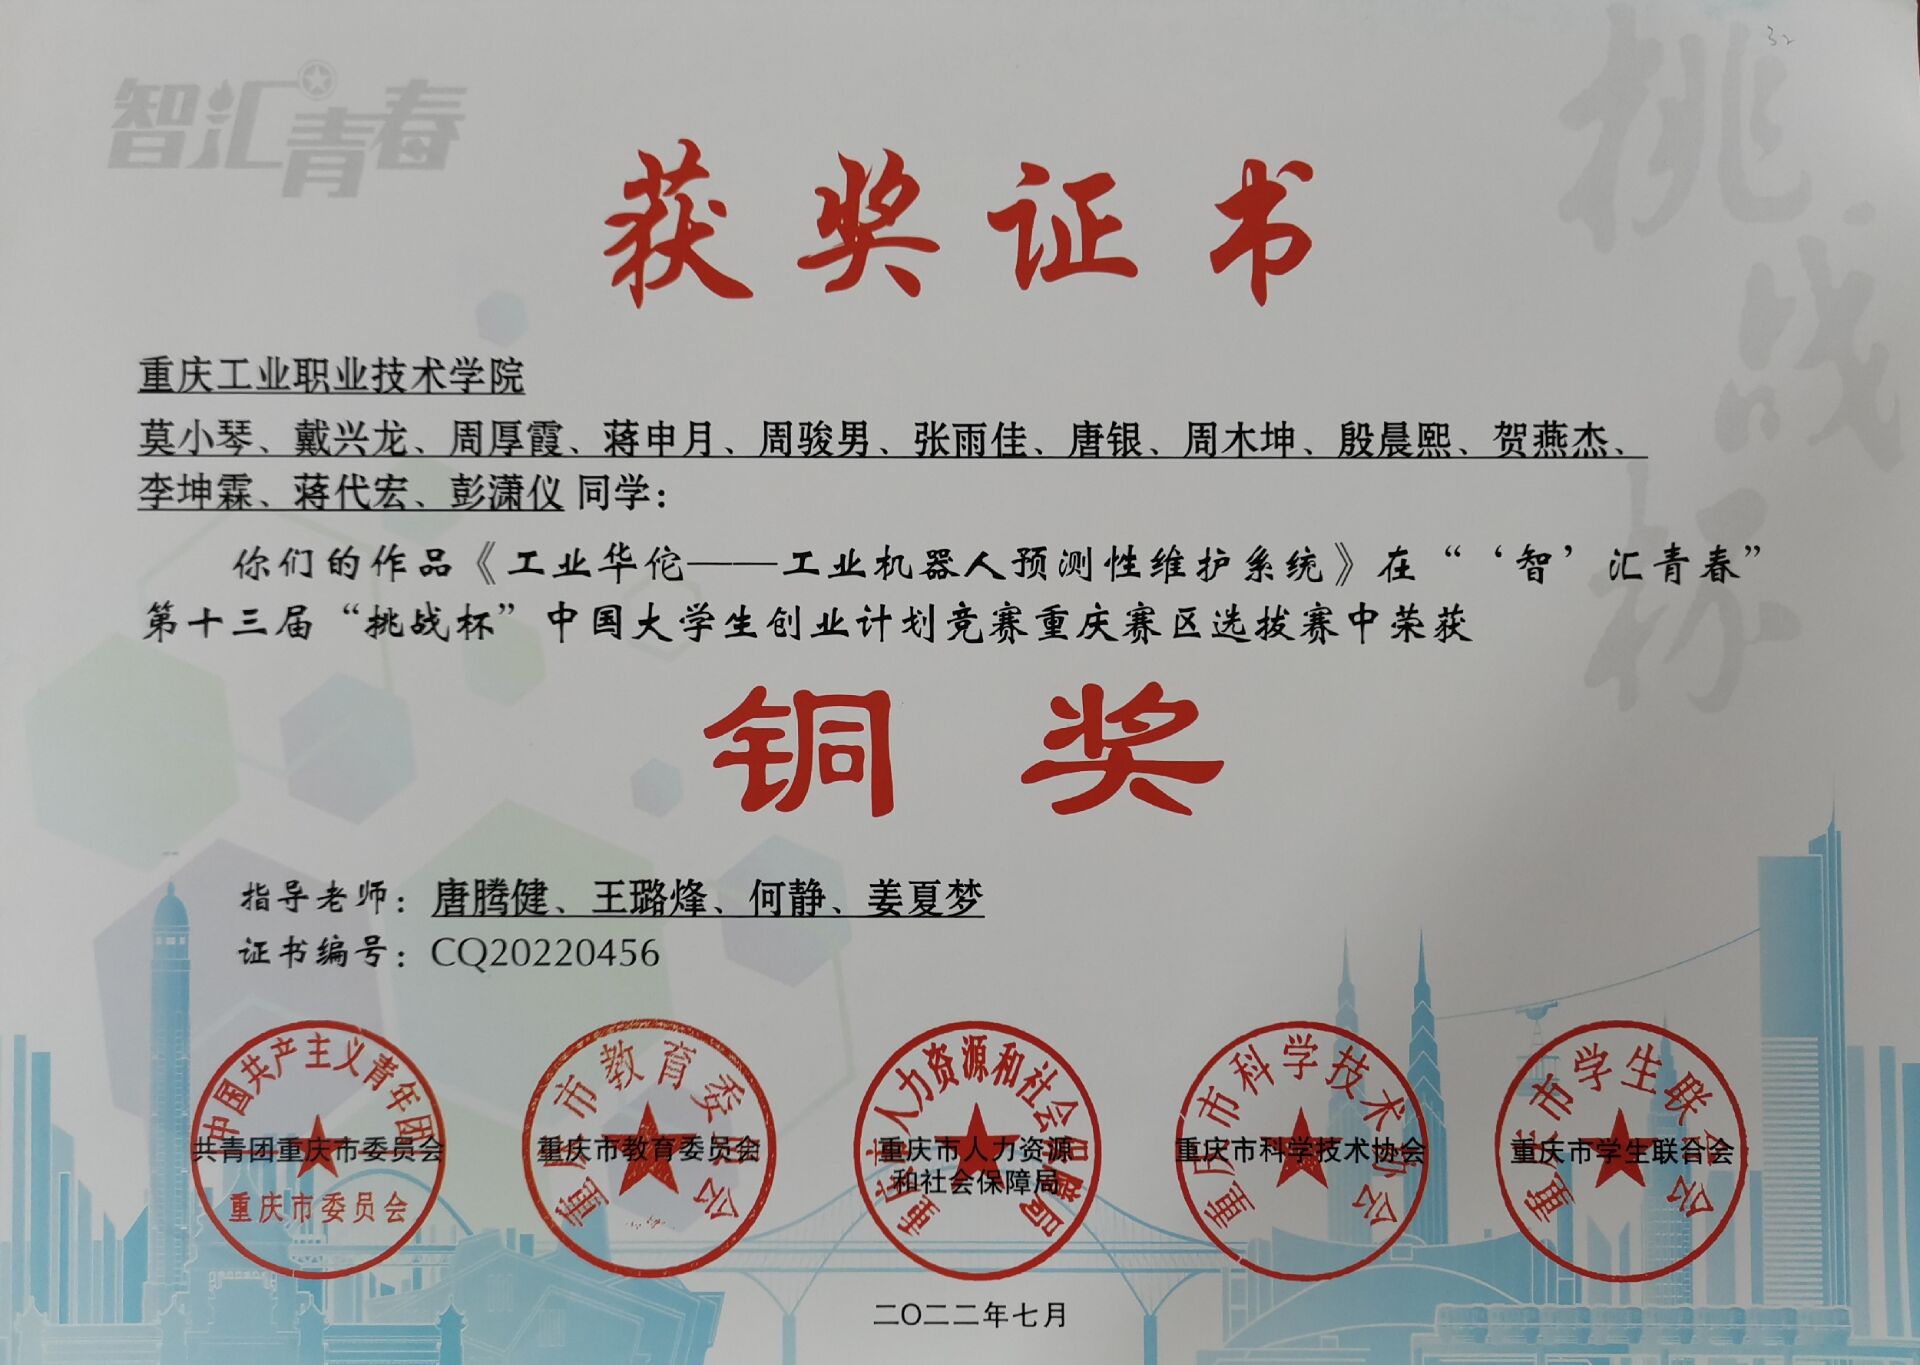 32
智汇青春
挑战杯
获奖证书
重庆工业职业技术学院
莫小琴、戴兴龙、周厚霞、蒋申月、周骏男、张雨佳、唐银、周木坤、殷晨熙、贺燕杰、
李坤霖、蒋代宏、彭潇仪 同学：
你们的作品《工业华佗——工业机器人预测性维护系统》在“‘智’汇青春”
第十三届“挑战杯”中国大学生创业计划竞赛重庆赛区选拔赛中荣获
铜奖
指导老师：唐腾健、王璐烽、何静、姜夏梦
证书编号：CQ20220456
中国共产主义青年团
共青团重庆市委员会
重庆市委员会
重庆市教育委员会
重庆市教育委员会
重庆市人力资源和社会保障局
重庆市人力资源
和社会保障局
重庆市科学技术协会
重庆市科学技术协会
重庆市学生联合会
重庆市学生联合会
二〇二二年七月